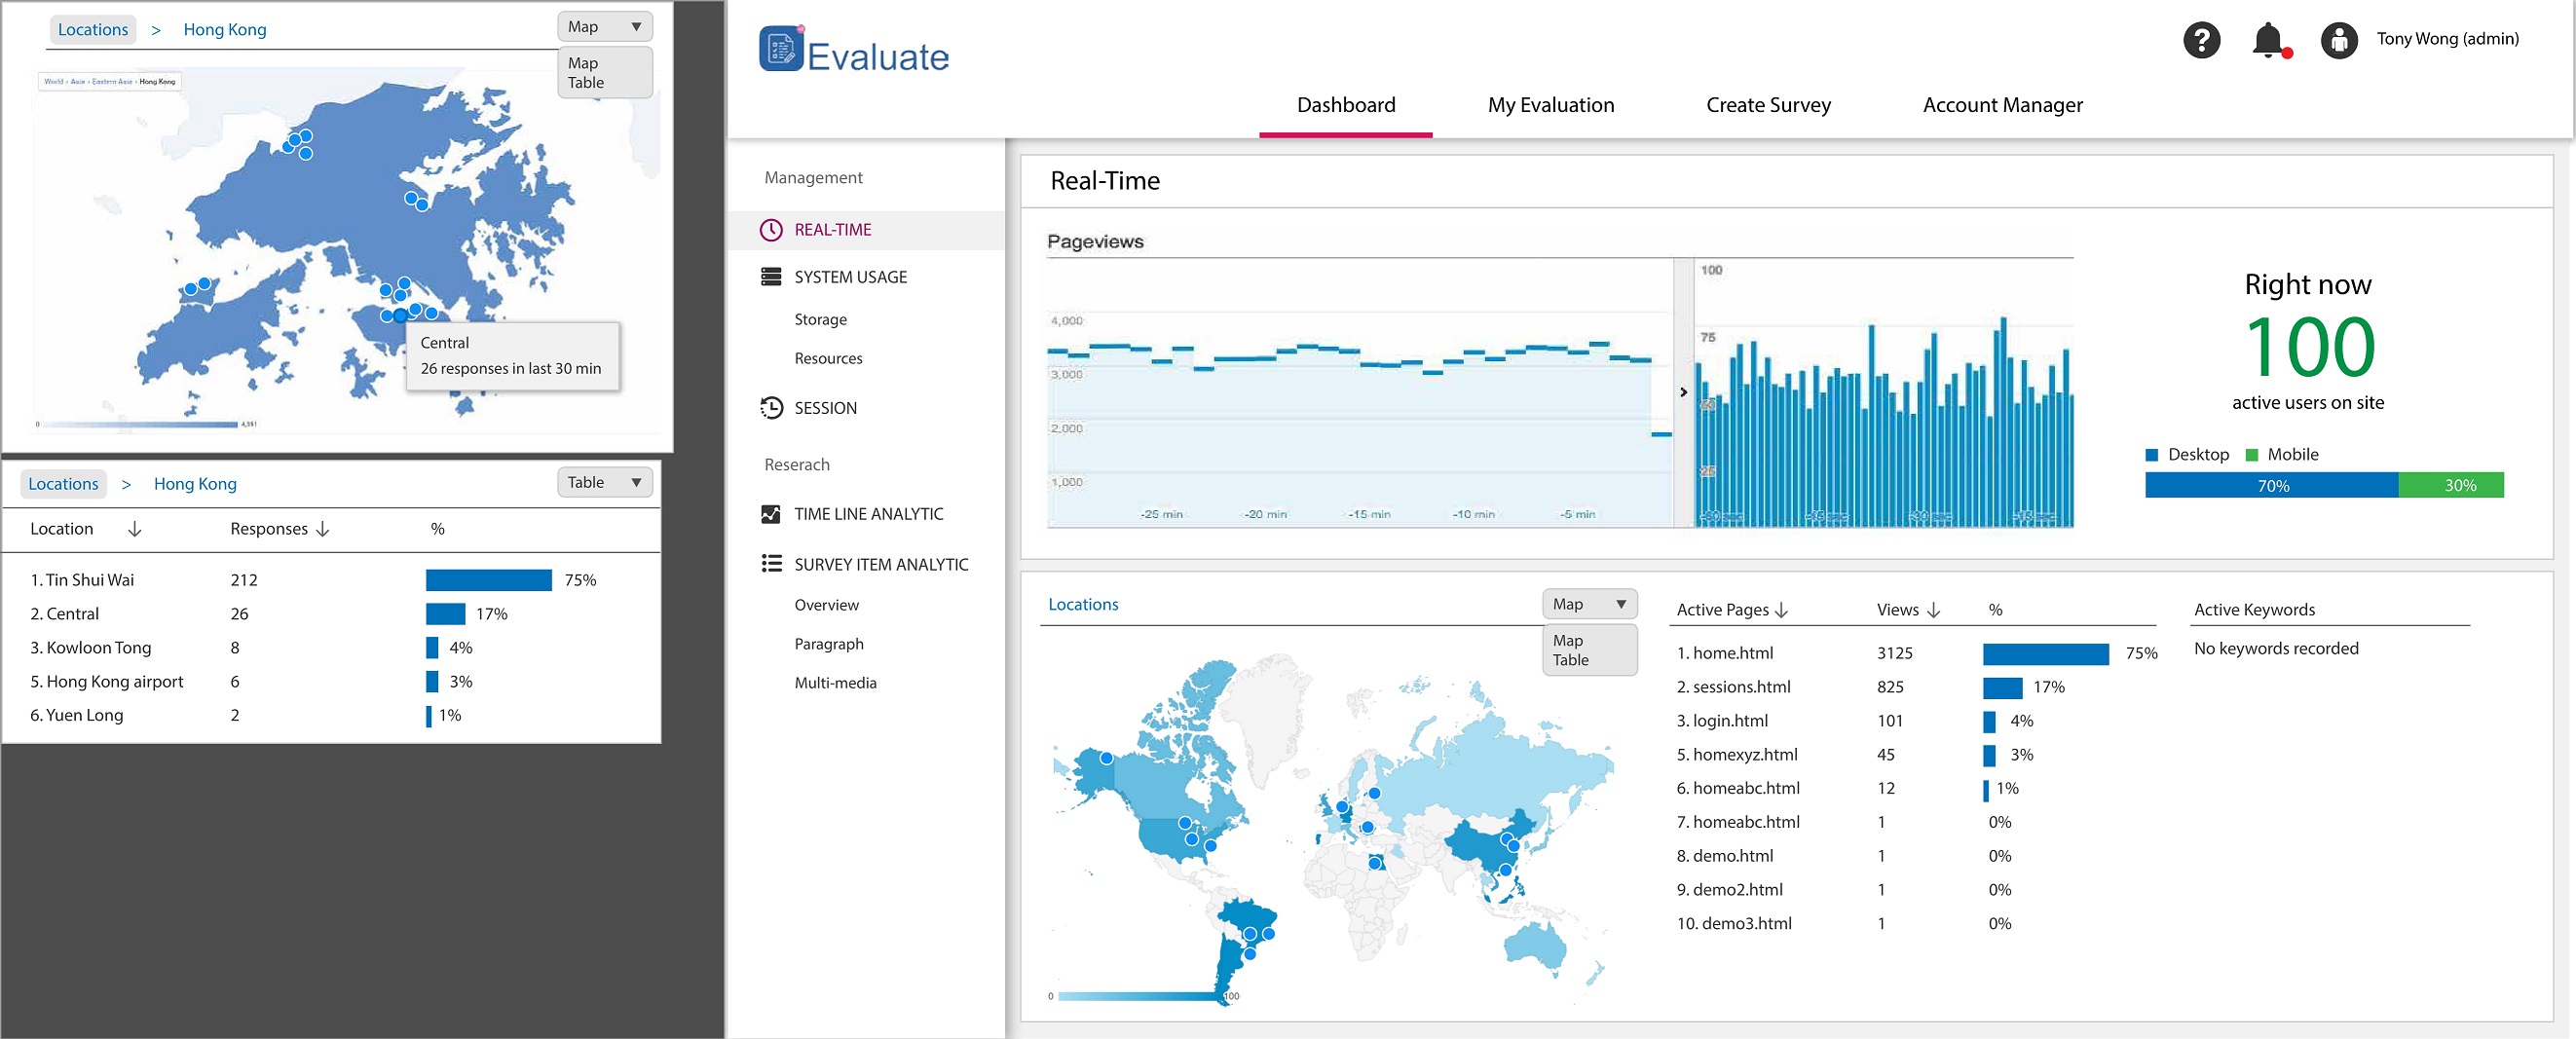 Locations > Hong Kong
Map
Map
Table
World › Asia › Eastern Asia › Hong Kong
Central
26 responses in last 30 min
0
Locations > Hong Kong
Table
Location Responses %
1. Tin Shui Wai 212 75%
2. Central 26 17%
3. Kowloon Tong 8 4%
5. Hong Kong airport 6 3%
6. Yuen Long 2 1%
Evaluate
? Tony Wong (admin)
Dashboard My Evaluation Create Survey Account Manager
Management
REAL-TIME
SYSTEM USAGE
Storage
Resources
SESSION
Reserach
TIME LINE ANALYTIC
SURVEY ITEM ANALYTIC
Overview
Paragraph
Multi-media
Real-Time
Pageviews
4,000
3,000
2,000
1,000
-25 min -20 min -15 min -10 min -5 min
100
75
50
25
Right now
100
active users on site
Desktop Mobile
70% 30%
Locations
Map
Map
Table
0 100
Active Pages Views %
1. home.html 3125 75%
2. sessions.html 825 17%
3. login.html 101 4%
5. homexyz.html 45 3%
6. homeabc.html 12 1%
7. homeabc.html 1 0%
8. demo.html 1 0%
9. demo2.html 1 0%
10. demo3.html 1 0%
Active Keywords
No keywords recorded